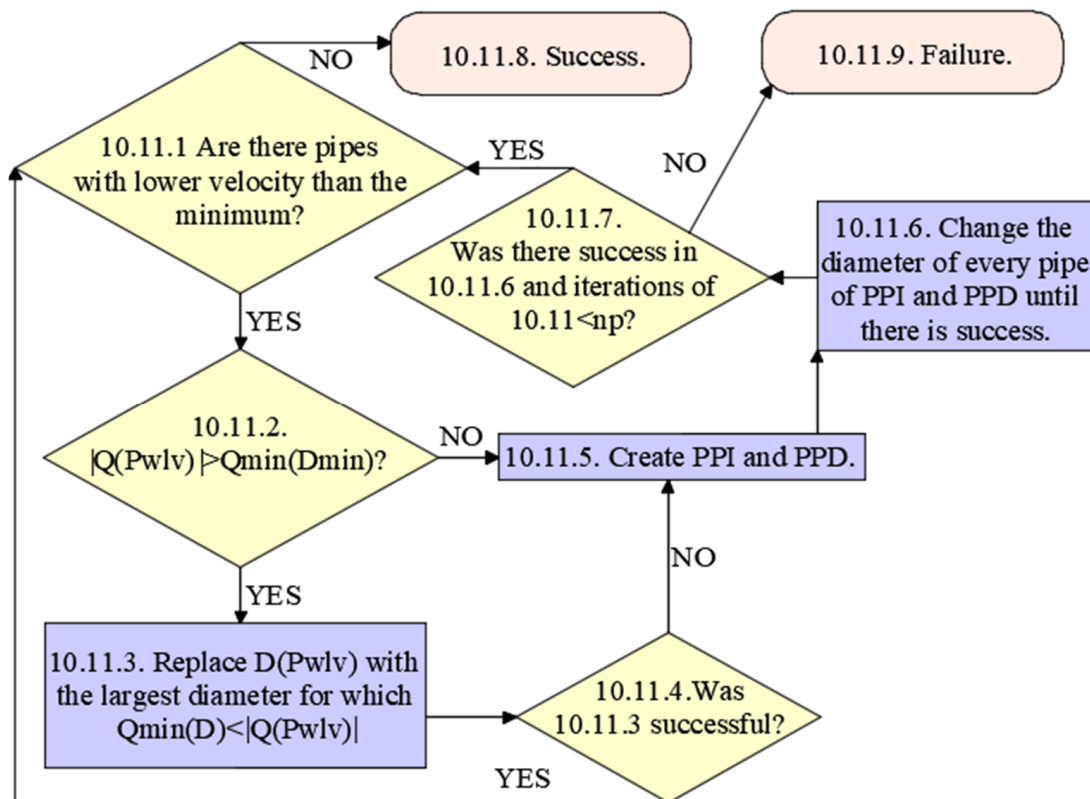 10.11.8. Success.
10.11.9. Failure.
NO
10.11.1 Are there pipes
with lower velocity than the
minimum?
YES
NO
10.11.7.
Was there success in
10.11.6 and iterations of
10.11<np?
10.11.6. Change the
diameter of every pipe
of PPI and PPD until
there is success.
YES
10.11.2.
|Q(Pwlv)|>Qmin(Dmin)?
NO
10.11.5. Create PPI and PPD.
YES
NO
10.11.3. Replace D(Pwlv) with
the largest diameter for which
Qmin(D)<|Q(Pwlv)|
10.11.4.Was
10.11.3 successful?
YES